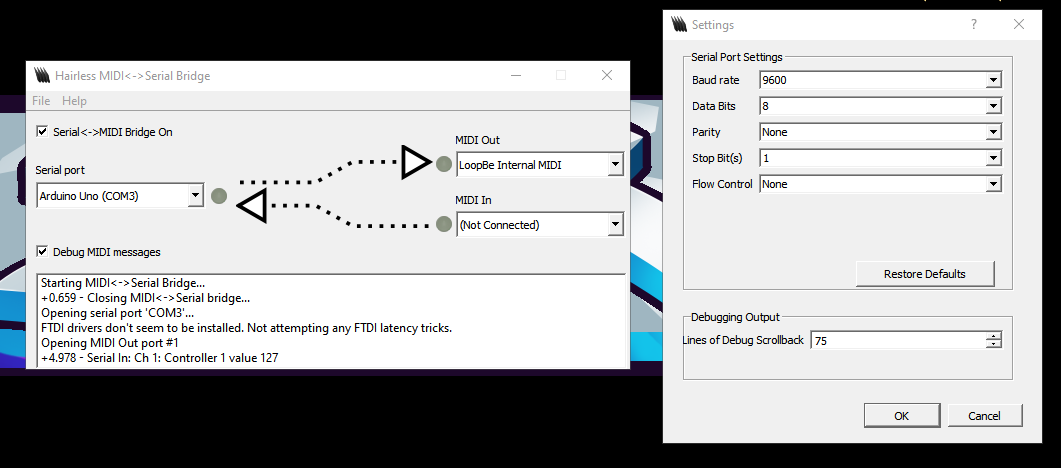 Hairless MIDI<->Serial Bridge
File Help
Serial<->MIDI Bridge On
Serial port
Arduino Uno (COM3)
MIDI Out
LoopBe Internal MIDI
MIDI In
(Not Connected)
Debug MIDI messages
Starting MIDI<->Serial Bridge...
+0.659 - Closing MIDI<->Serial bridge...
Opening serial port 'COM3'...
FTDI drivers don't seem to be installed. Not attempting any FTDI latency tricks.
Opening MIDI Out port #1
+4.978 - Serial In: Ch 1: Controller 1 value 127
Settings ?
Serial Port Settings
Baud rate 9600
Data Bits 8
Parity None
Stop Bit(s) 1
Flow Control None
Restore Defaults
Debugging Output
Lines of Debug Scrollback 75
OK Cancel